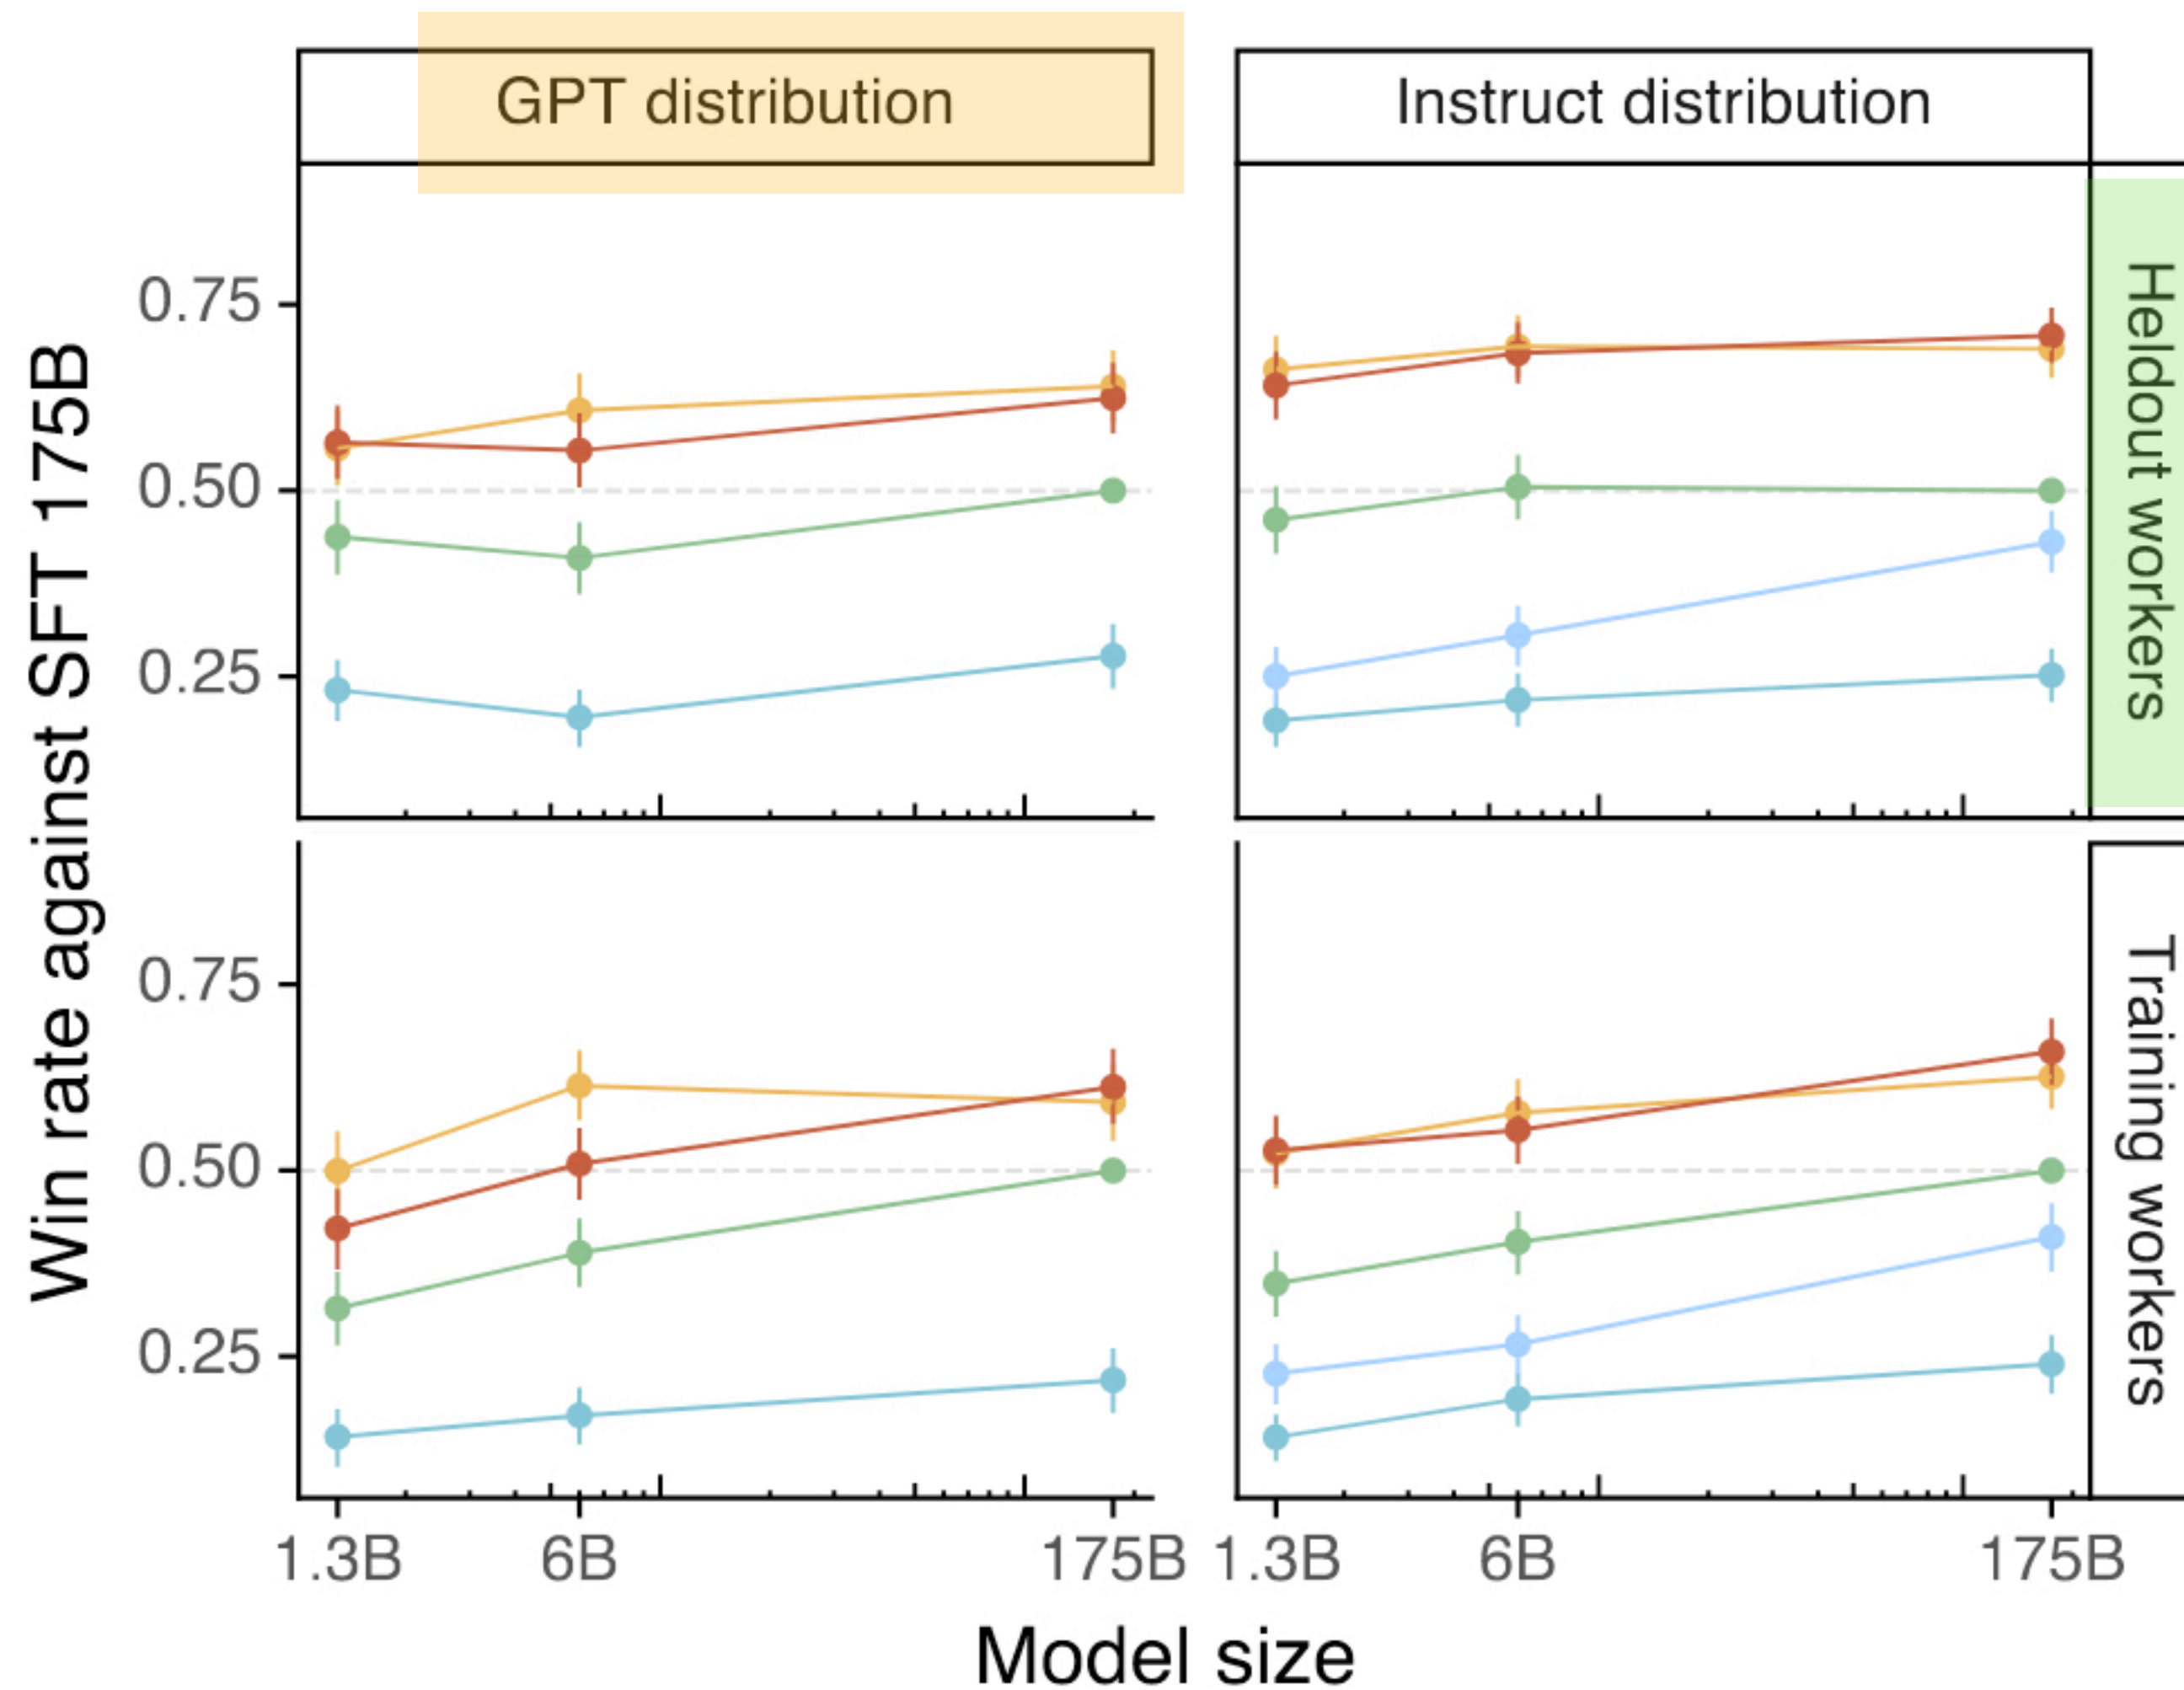 GPT distribution
Instruct distribution
Win rate against SFT 175B
0.75
0.50
0.25
Heldout workers
0.75
0.50
0.25
Training workers
1.3B 6B 175B 1.3B 6B 175B
Model size